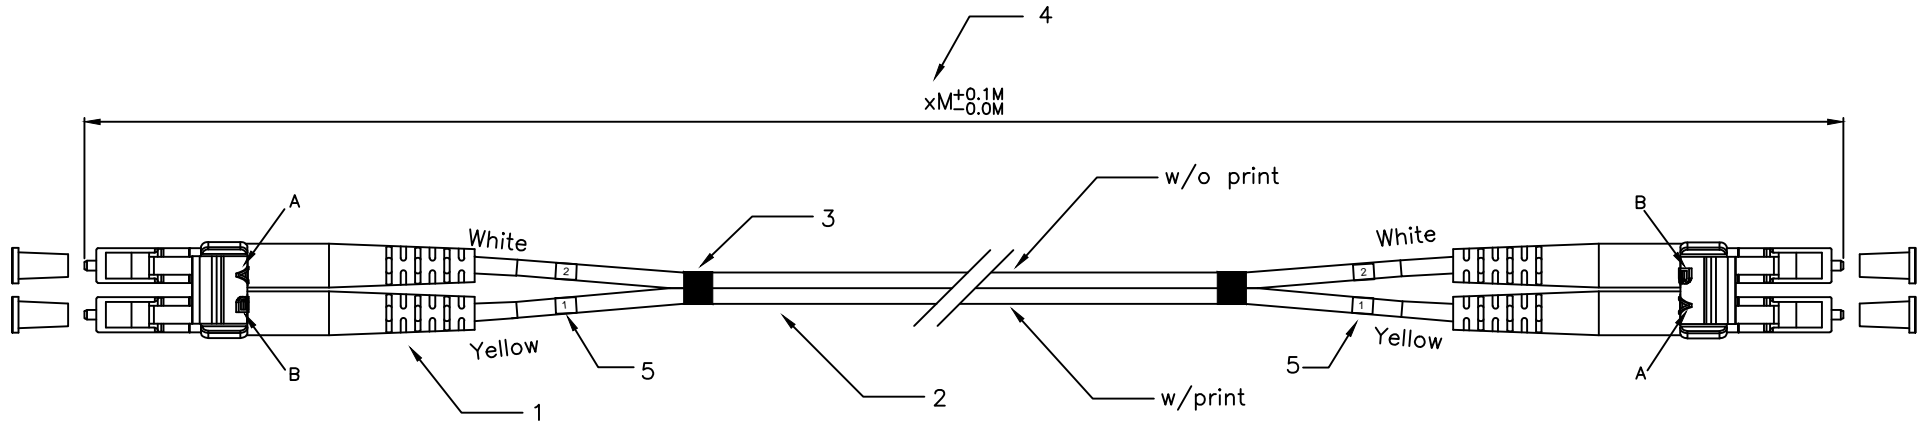 4
xM+0.1M
-0.0M
w/o print
A
B
3
White
White
2
2
1
1
Yellow
Yellow
5
5
B
A
2
w/print
1